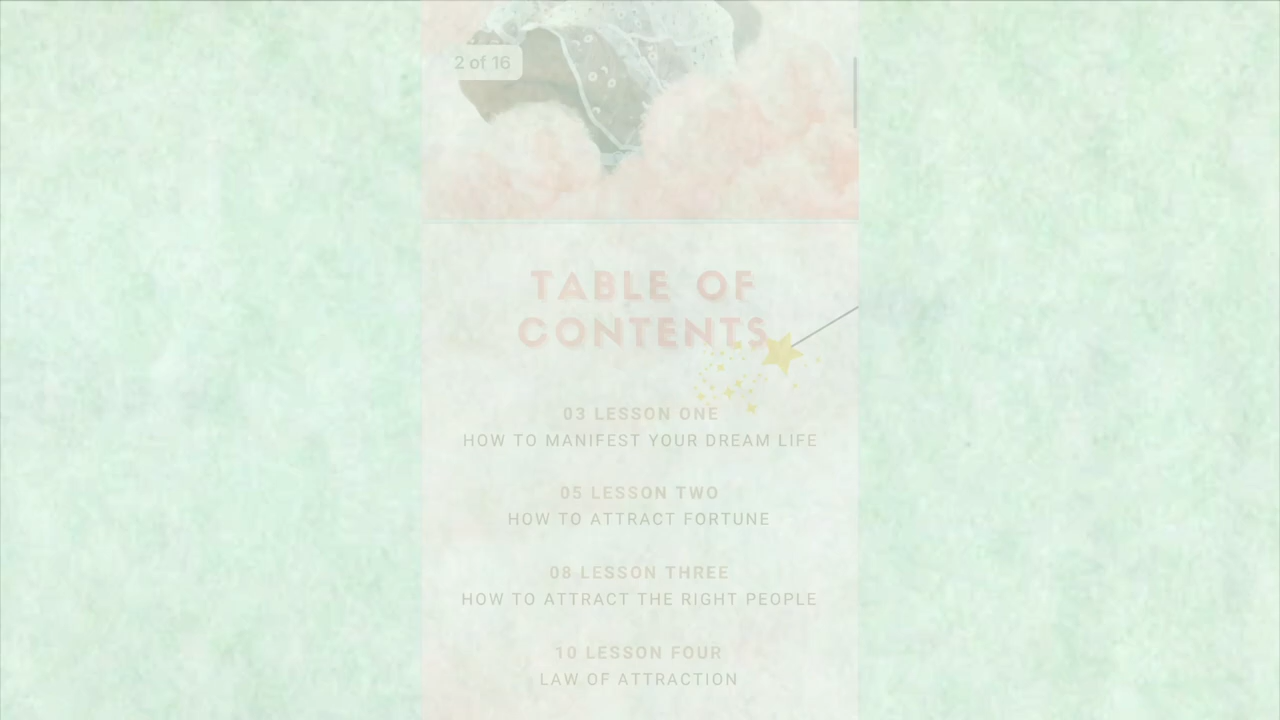 2 of 16
TABLE OF
CONTENTS
03 LESSON ONE
HOW TO MANIFEST YOUR DREAM LIFE
05 LESSON TWO
HOW TO ATTRACT FORTUNE
08 LESSON THREE
HOW TO ATTRACT THE RIGHT PEOPLE
10 LESSON FOUR
LAW OF ATTRACTION